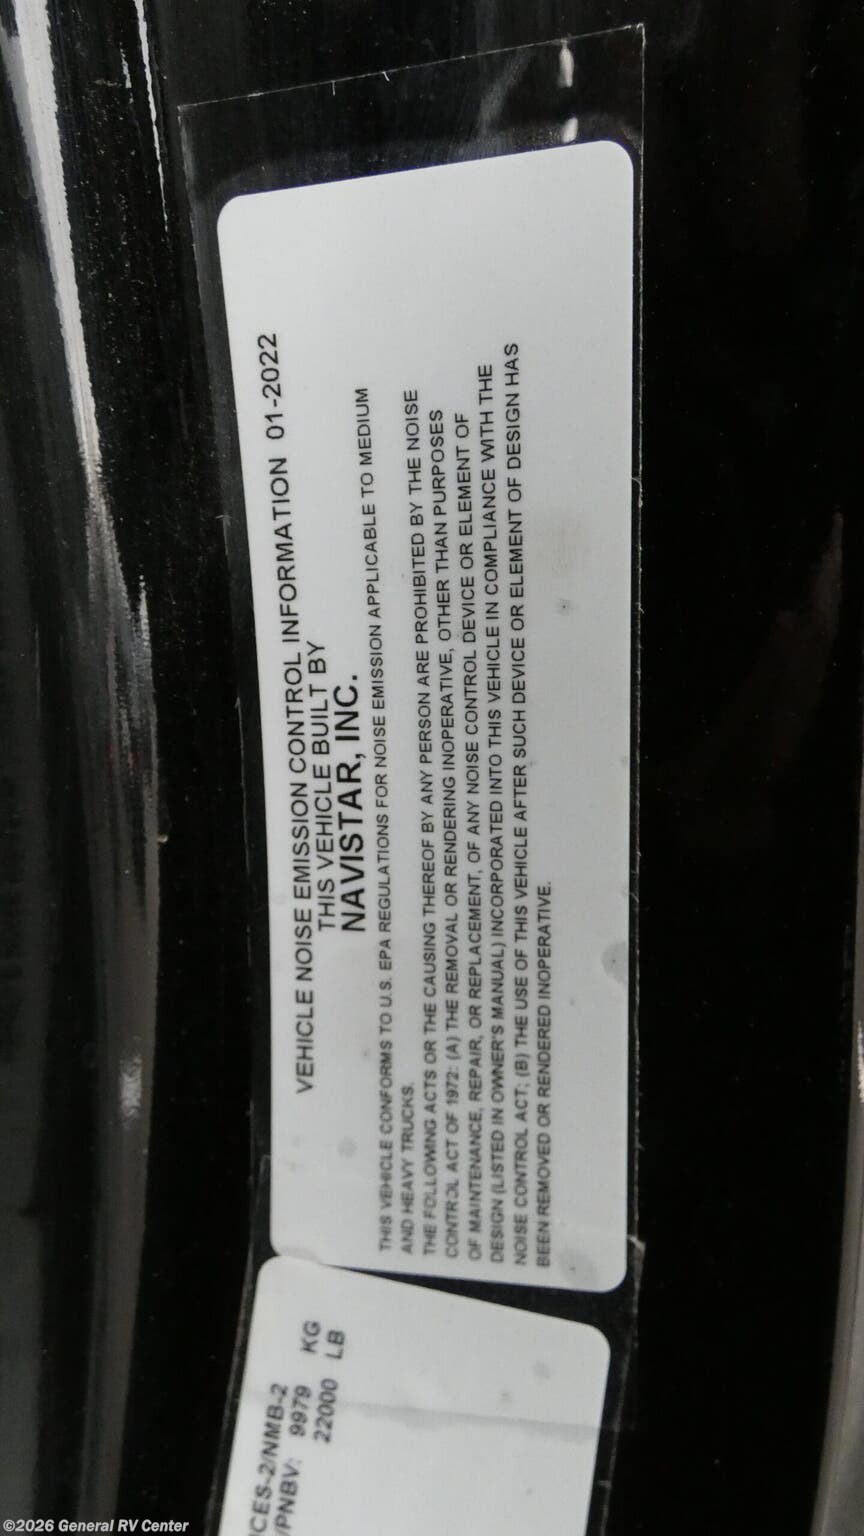 VEHICLE NOISE EMISSION CONTROL INFORMATION 01-2022
THIS VEHICLE BUILT BY
NAVISTAR, INC.
THIS VEHICLE CONFORMS TO U.S. EPA REGULATIONS FOR NOISE EMISSION APPLICABLE TO MEDIUM
AND HEAVY TRUCKS.
THE FOLLOWING ACTS OR THE CAUSING THEREOF BY ANY PERSON ARE PROHIBITED BY THE NOISE
CONTROL ACT OF 1972: (A) THE REMOVAL OR RENDERING INOPERATIVE, OTHER THAN PURPOSES
OF MAINTENANCE, REPAIR, OR REPLACEMENT, OF ANY NOISE CONTROL DEVICE OR ELEMENT OF
DESIGN (LISTED IN OWNER'S MANUAL) INCORPORATED INTO THIS VEHICLE IN COMPLIANCE WITH THE
NOISE CONTROL ACT; (B) THE USE OF THIS VEHICLE AFTER SUCH DEVICE OR ELEMENT OF DESIGN HAS
BEEN REMOVED OR RENDERED INOPERATIVE.
CES-2/NMB-2
/PNBV: 9979 KG
22000 LB
©2026 General RV Center